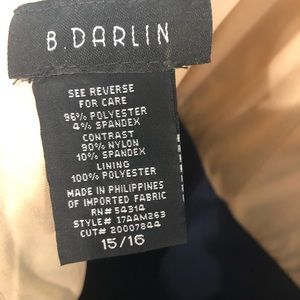 B. DARLIN
SEE REVERSE
FOR CARE
96% POLYESTER
4% SPANDEX
CONTRAST
90% NYLON
10% SPANDEX
LINING
100% POLYESTER
MADE IN PHILIPPINES
OF IMPORTED FABRIC
RN# 54314
STYLE# 17AAM263
CUT# 20007844
15/16